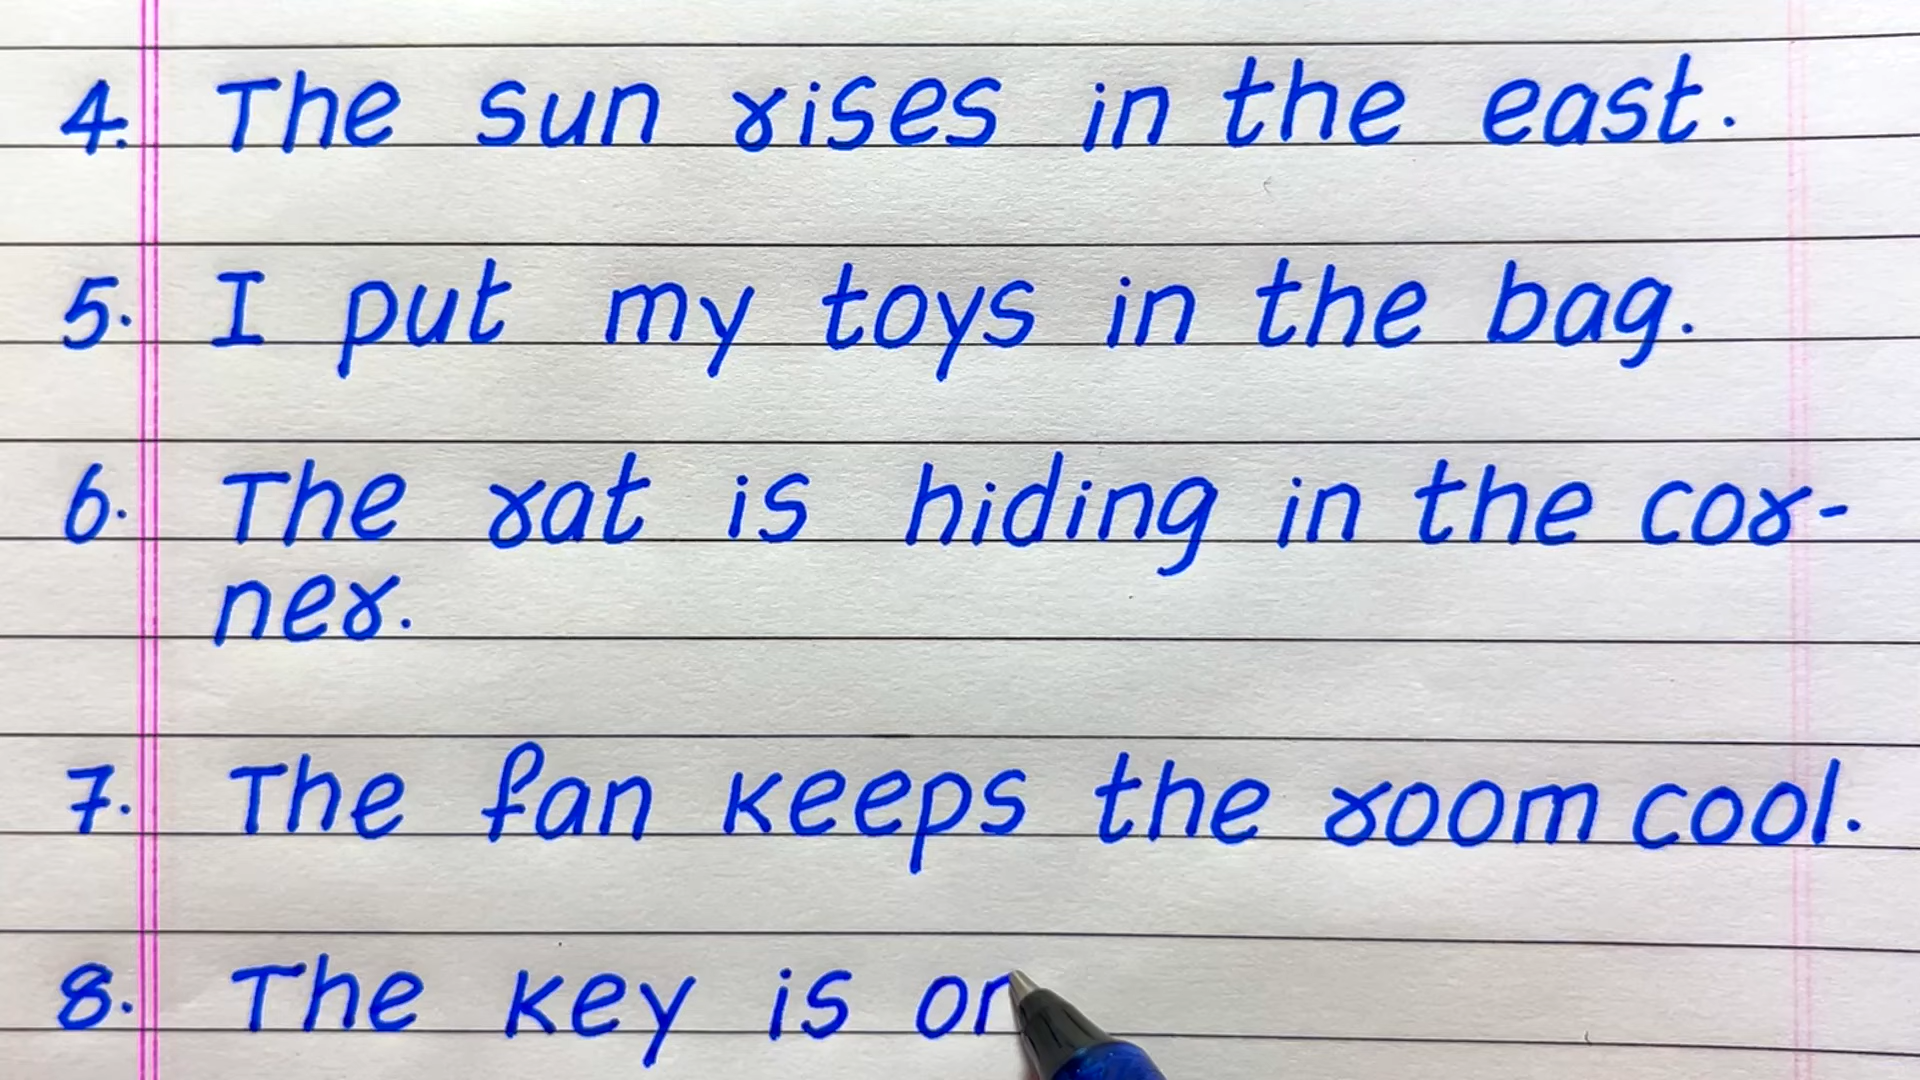 4. The sun rises in the east.
5. I put my toys in the bag.
6. The rat is hiding in the cor-
ner.
7. The fan keeps the room cool.
8. The key is